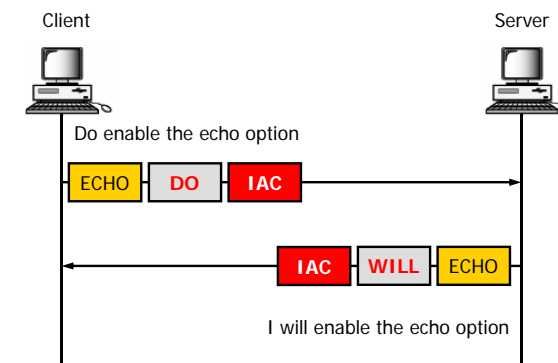 Client Server
Do enable the echo option
ECHO DO IAC
IAC WILL ECHO
I will enable the echo option